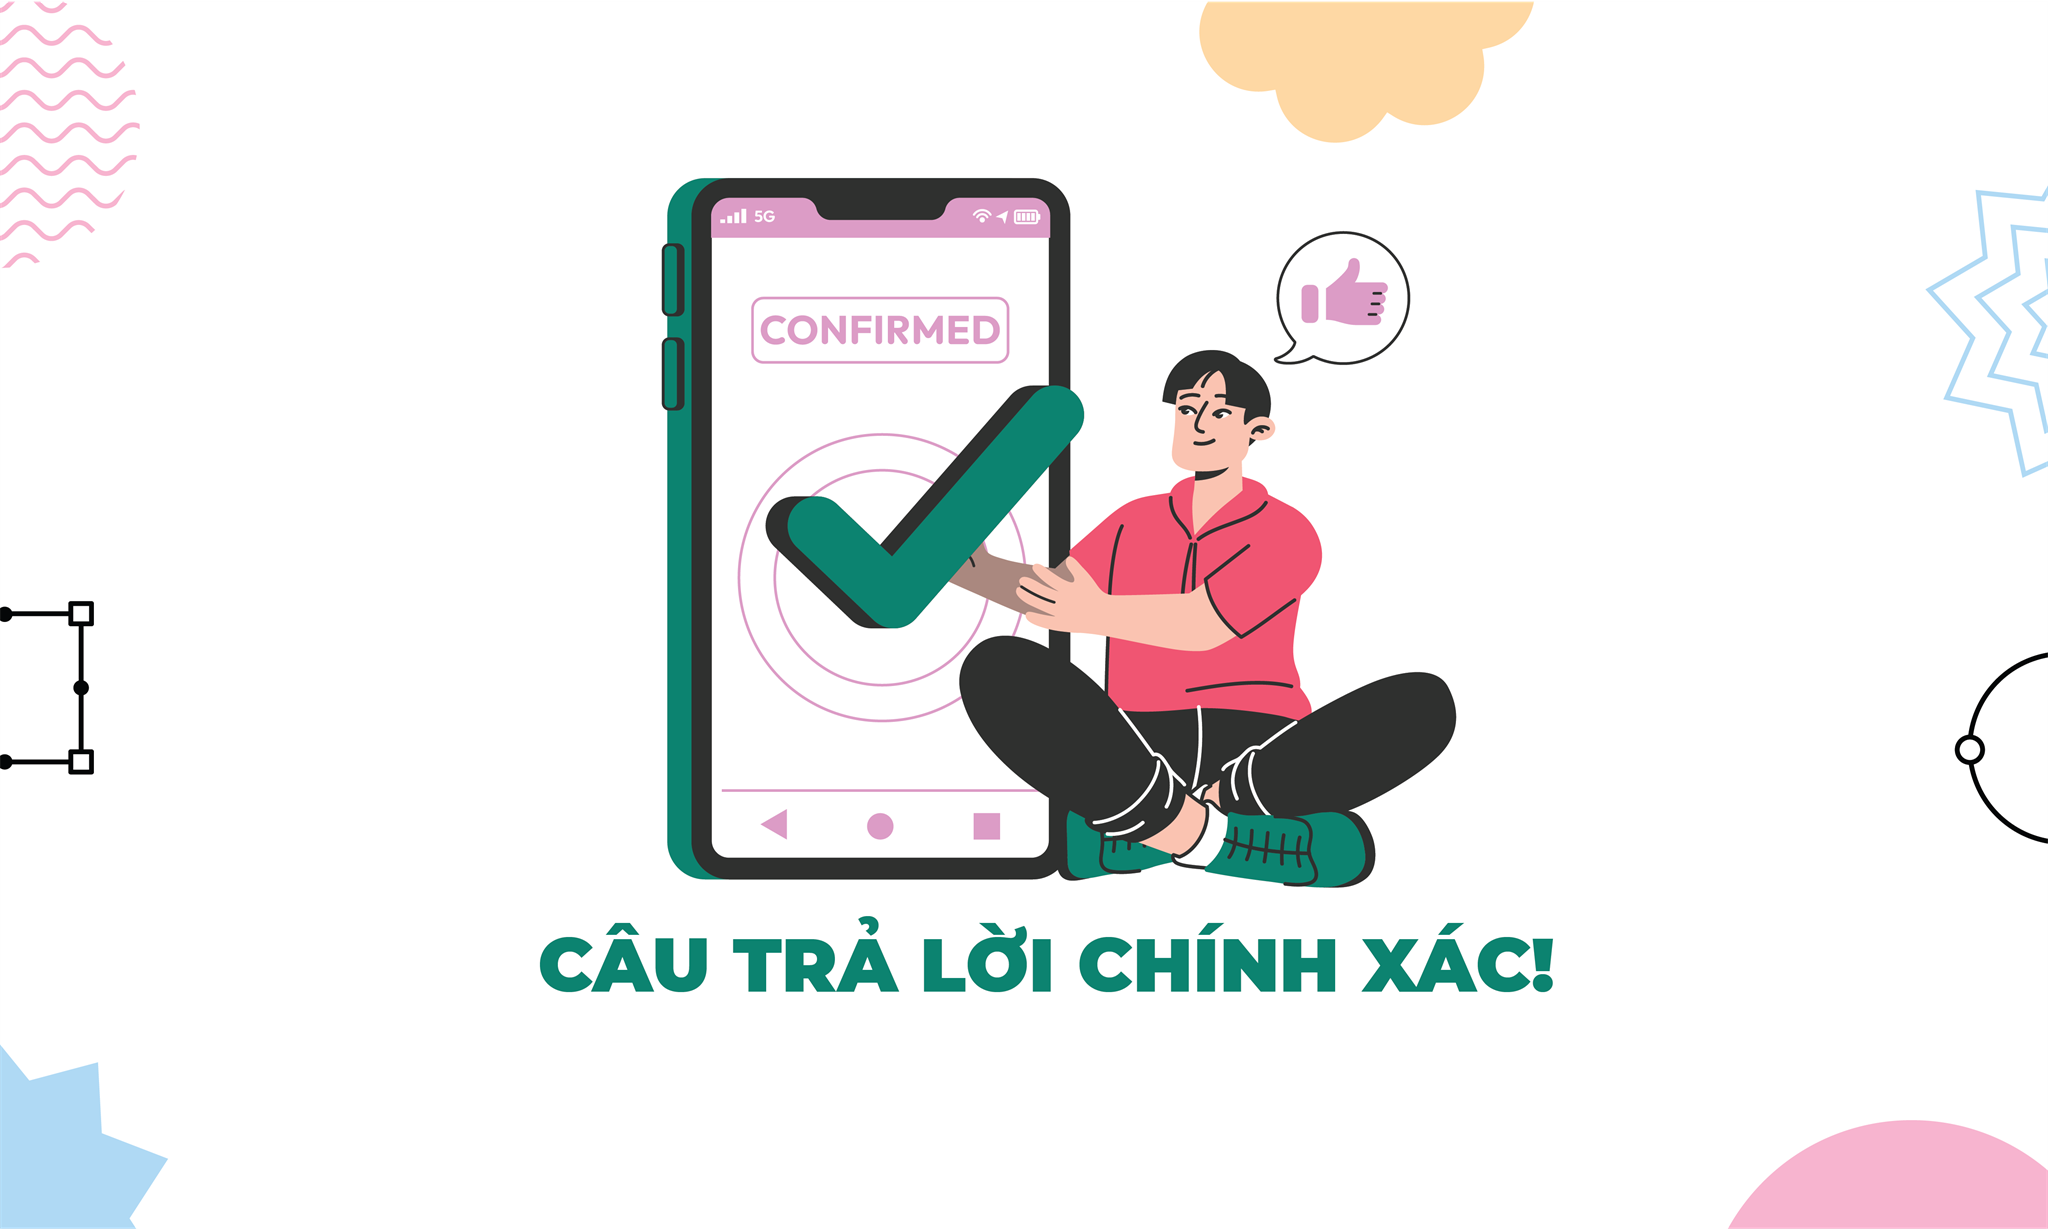 5G
CONFIRMED
CÂU TRẢ LỜI CHÍNH XÁC!